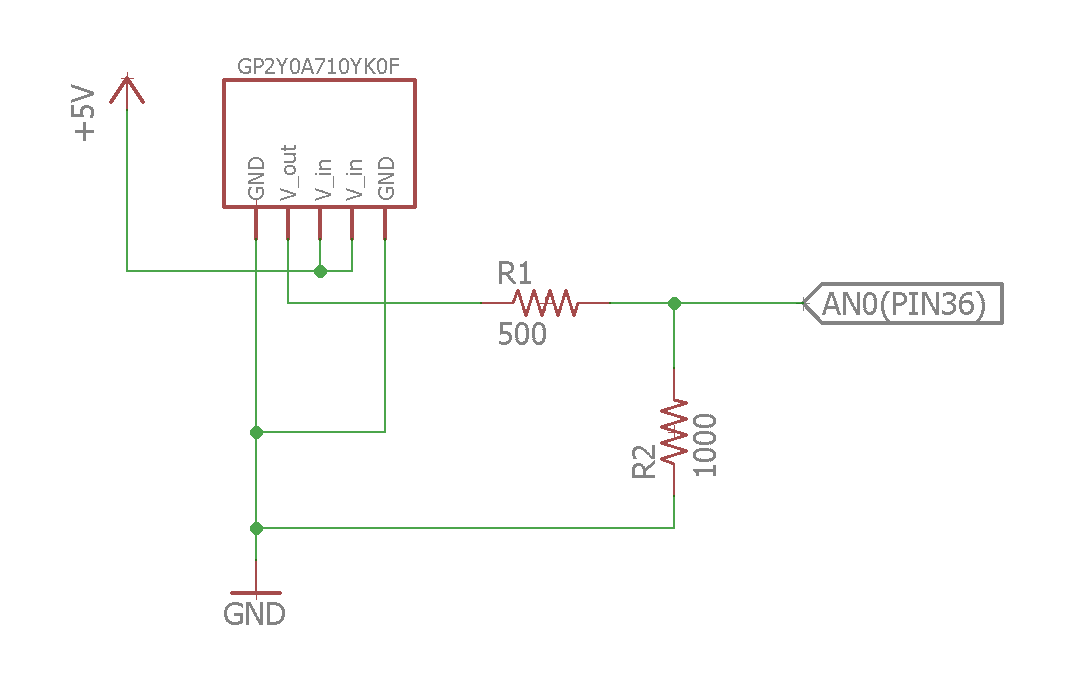 GP2Y0A710YK0F
+5V
GND
V_out
V_in
V_in
GND
R1
500
AN0(PIN36)
R2
1000
GND